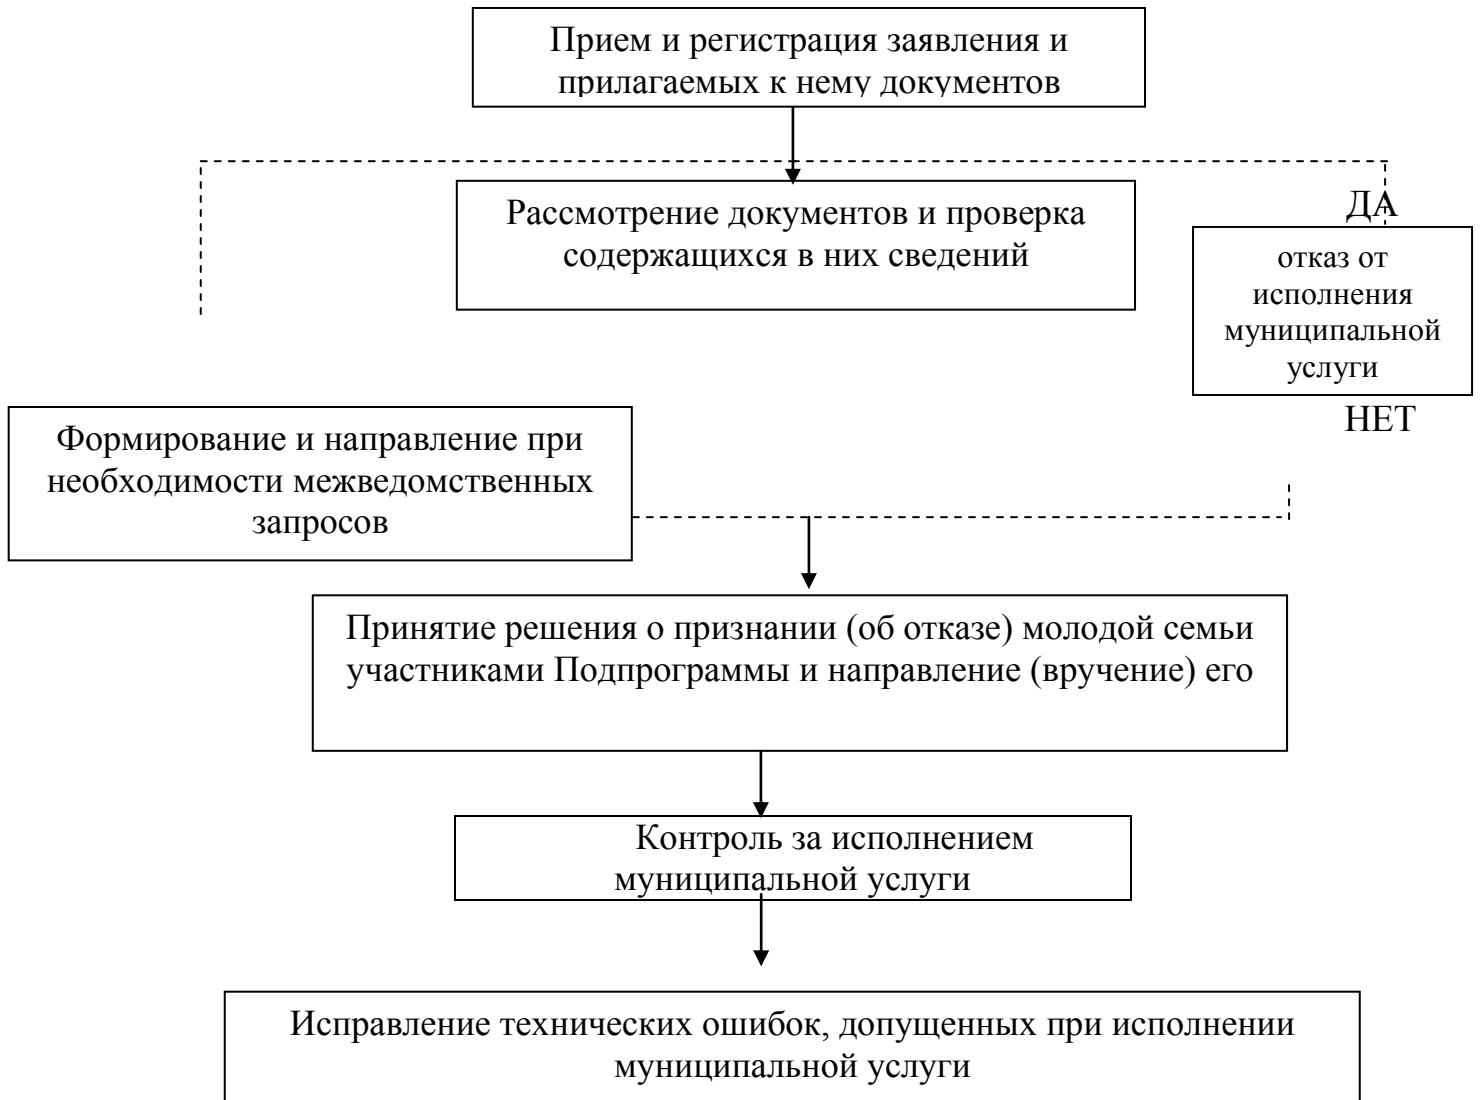 Прием и регистрация заявления и
прилагаемых к нему документов
Рассмотрение документов и проверка
содержащихся в них сведений
ДА
отказ от
исполнения
муниципальной
услуги
НЕТ
Формирование и направление при
необходимости межведомственных
запросов
Принятие решения о признании (об отказе) молодой семьи
участниками Подпрограммы и направление (вручение) его
Контроль за исполнением
муниципальной услуги
Исправление технических ошибок, допущенных при исполнении
муниципальной услуги